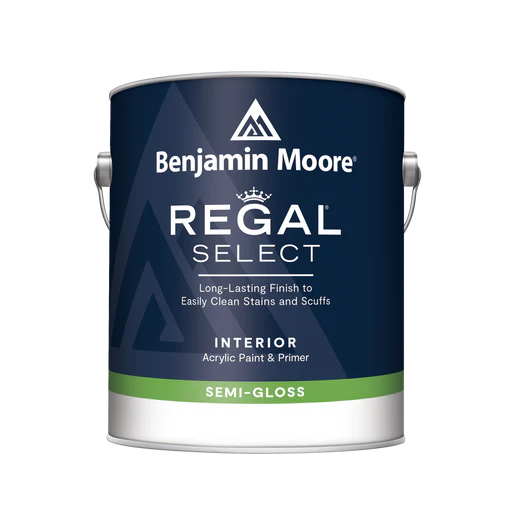 Benjamin Moore®
REGAL®
SELECT
Long-Lasting Finish to
Easily Clean Stains and Scuffs
INTERIOR
Acrylic Paint & Primer
SEMI-GLOSS